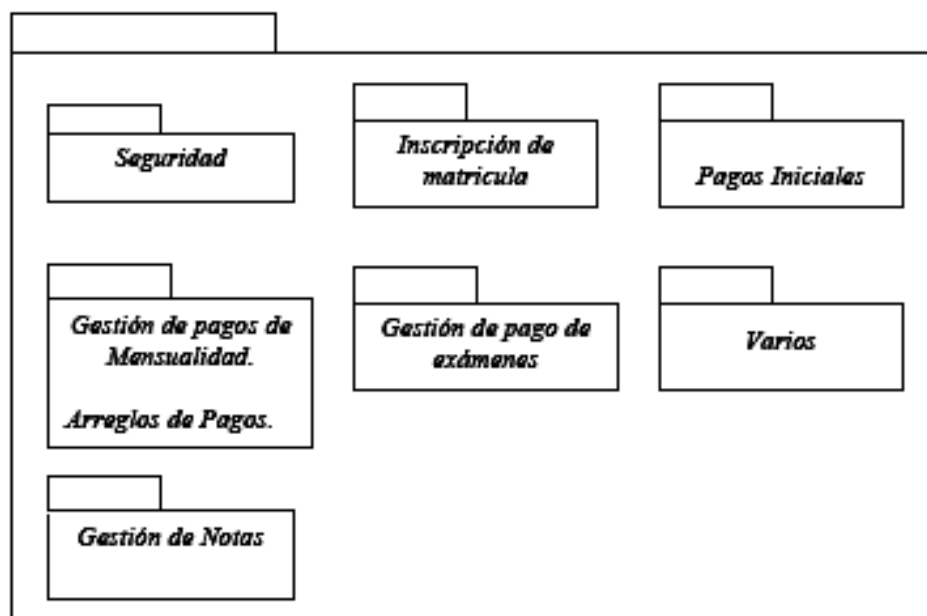 Seguridad
Inscripción de
matricula
Pagos Iniciales
Gestión de pagos de
Mensualidad.
Arreglos de Pagos.
Gestión de pago de
exámenes
Varios
Gestión de Notas